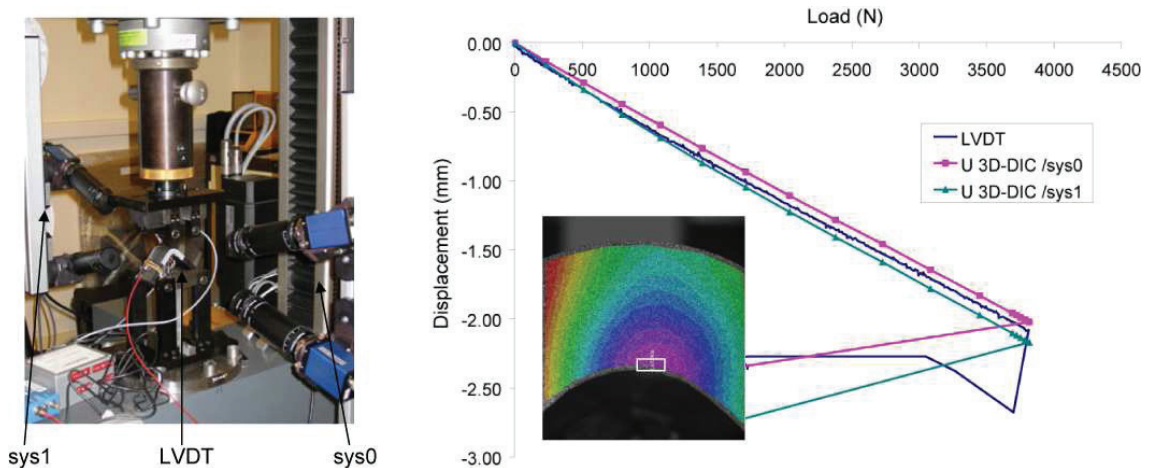 Load (N)
0.00
0 500 1000 1500 2000 2500 3000 3500 4000 4500
-0.50
LVDT
U 3D-DIC /sys0
-1.00
U 3D-DIC /sys1
Displacement (mm)
-1.50
-2.00
-2.50
-3.00
sys1 LVDT sys0